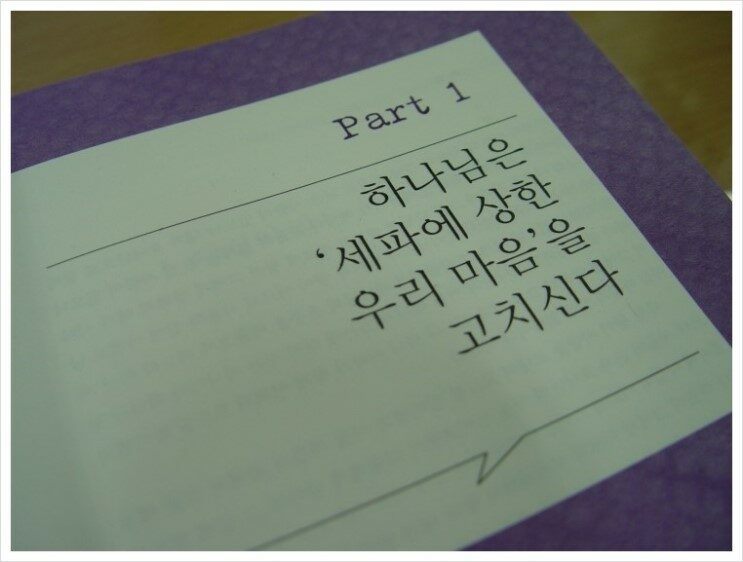 Part 1
하나님은
‘세파에 상한
우리 마음’을
고치신다